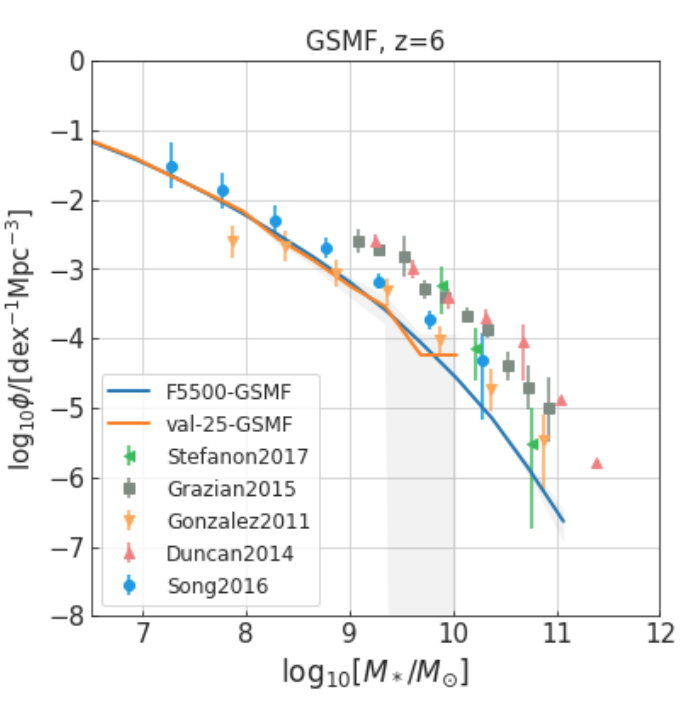 GSMF, z=6
0
−1
−2
−3
−4
−5
−6
−7
−8
log₁₀ϕ/[dex⁻¹Mpc⁻³]
F5500-GSMF
val-25-GSMF
Stefanon2017
Grazian2015
Gonzalez2011
Duncan2014
Song2016
7 8 9 10 11 12
log₁₀[M∗/M⊙]